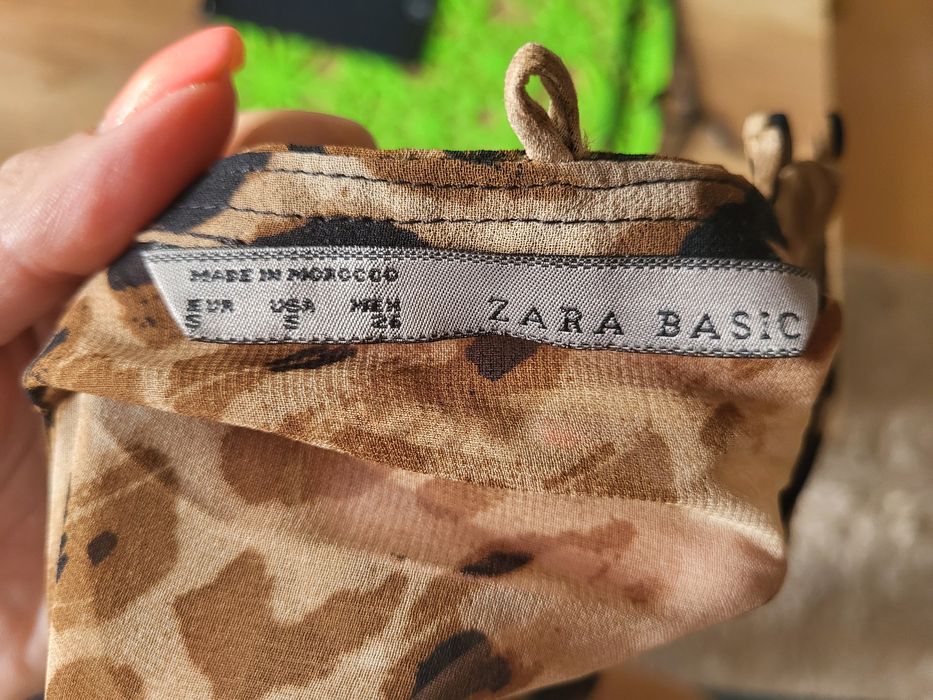 MADE IN MOROCCO
EUR USA MEX
S S 26
ZARA BASIC